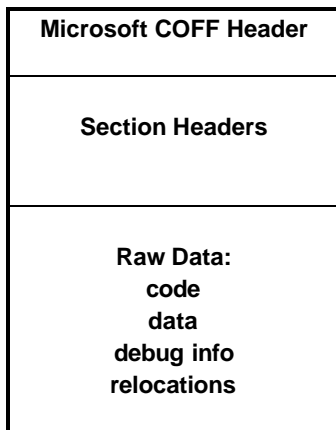 Microsoft COFF Header
Section Headers
Raw Data:
code
data
debug info
relocations